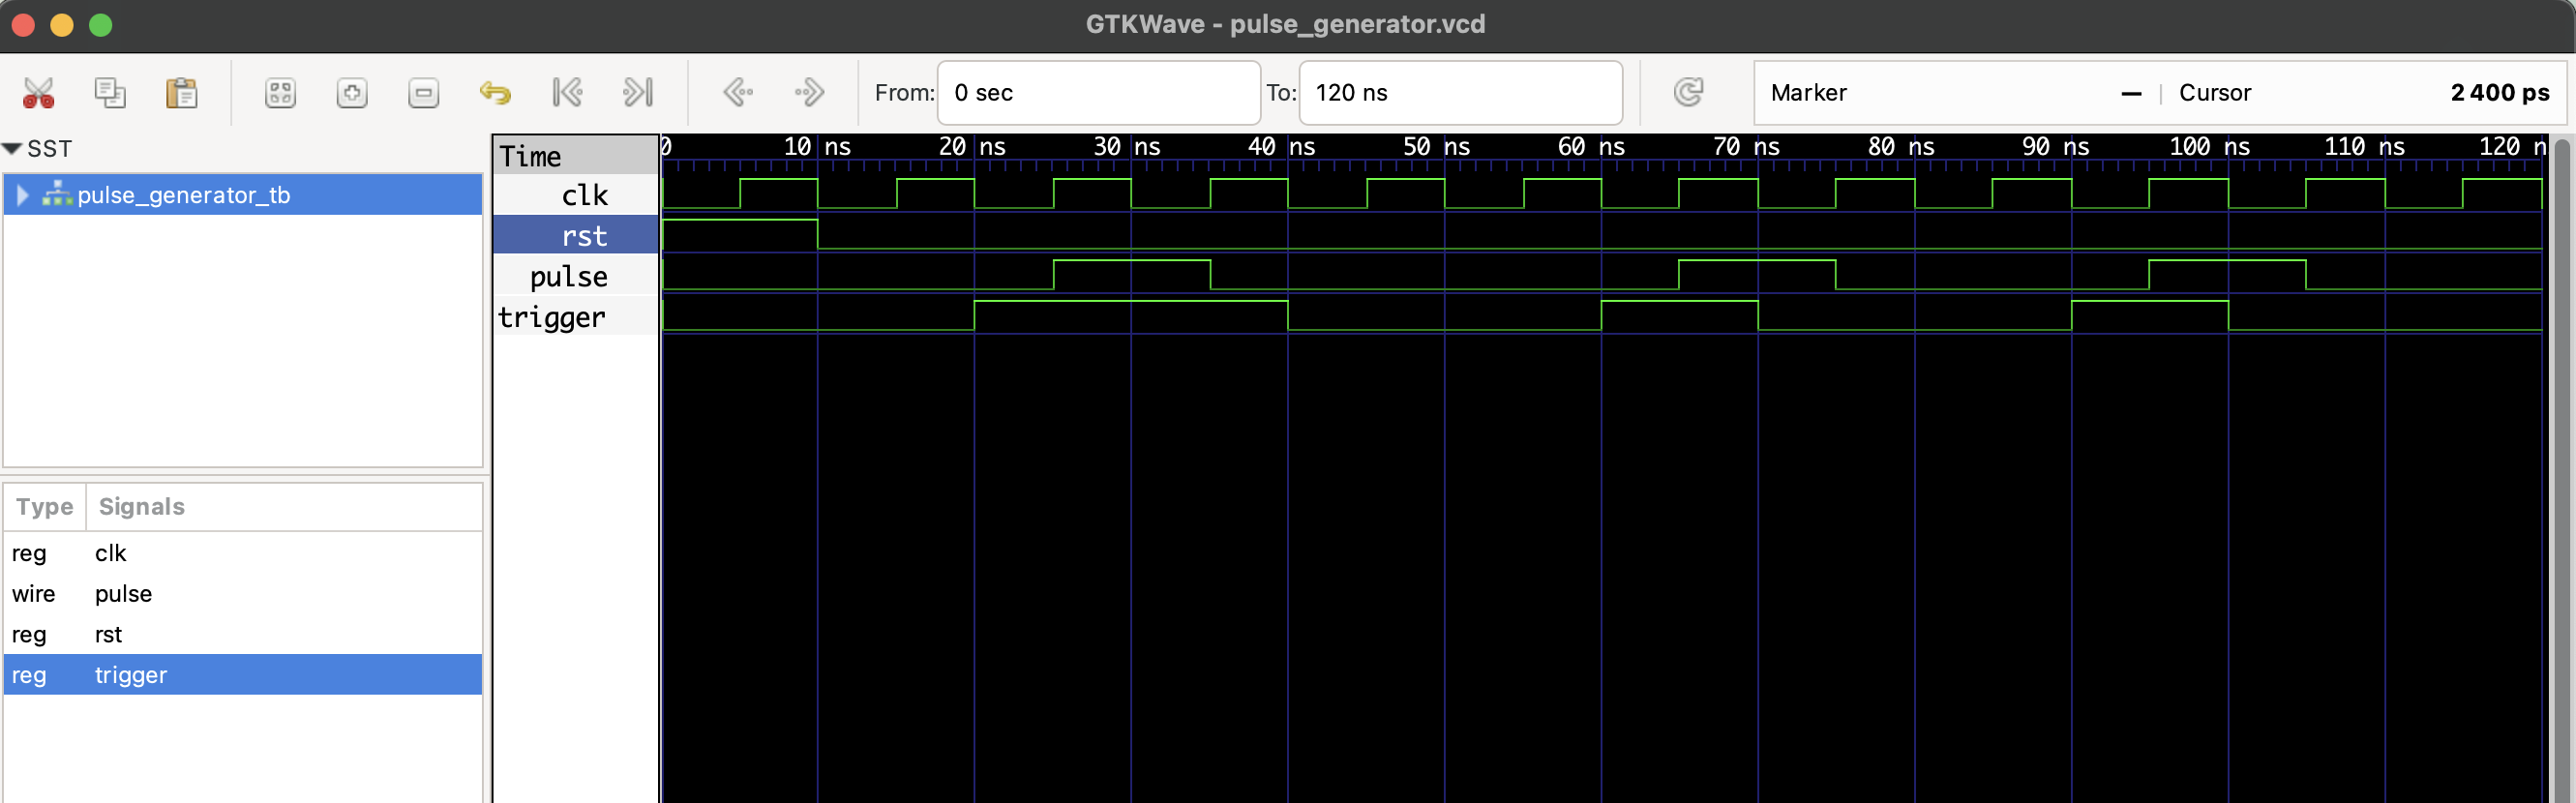 GTKWave - pulse_generator.vcd
From: 0 sec To: 120 ns Marker — | Cursor 2 400 ps
SST
pulse_generator_tb
Type Signals
reg clk
wire pulse
reg rst
reg trigger
Time
clk
rst
pulse
trigger
0 10 ns 20 ns 30 ns 40 ns 50 ns 60 ns 70 ns 80 ns 90 ns 100 ns 110 ns 120 n